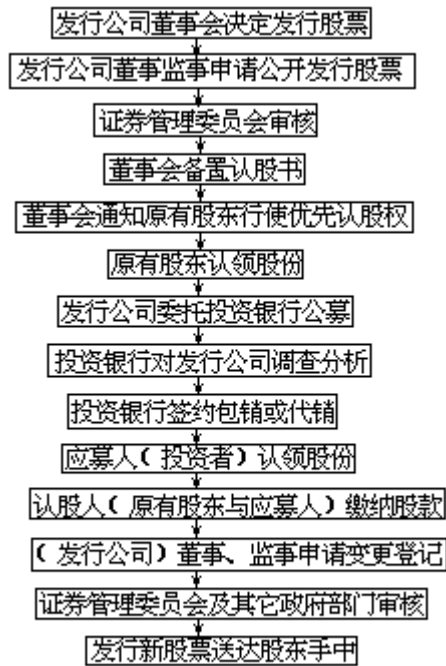 发行公司董事会决定发行股票
发行公司董事监事申请公开发行股票
证券管理委员会审核
董事会备置认股书
董事会通知原有股东行使优先认股权
原有股东认领股份
发行公司委托投资银行公募
投资银行对发行公司调查分析
投资银行签约包销或代销
应募人（投资者）认领股份
认股人（原有股东与应募人）缴纳股款
（发行公司）董事、监事申请变更登记
证券管理委员会及其它政府部门审核
发行新股票送达股东手中